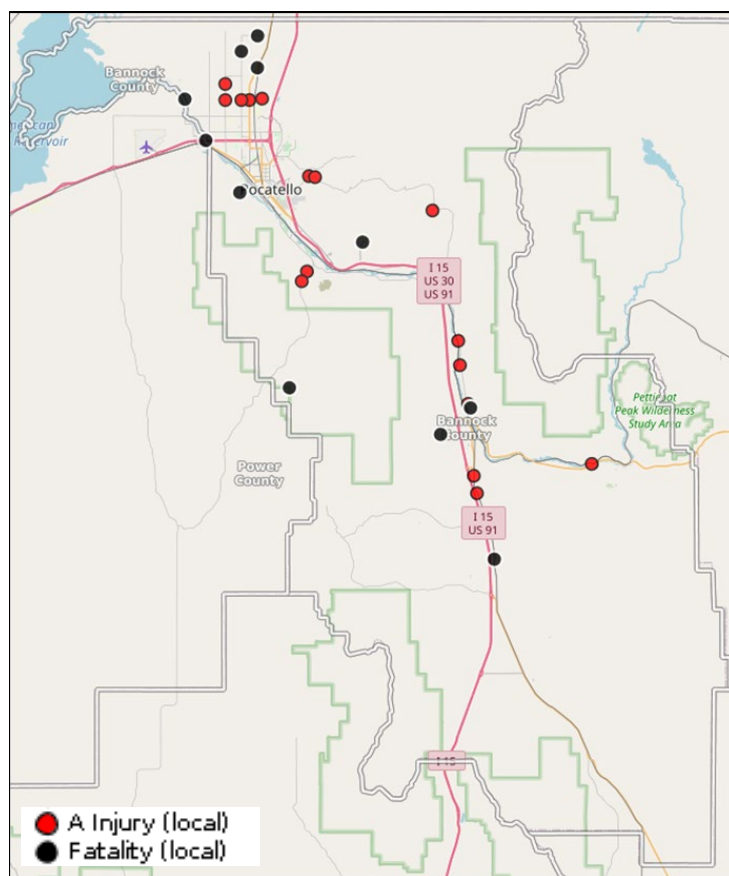 Bannock
County
Reservoir
Pocatello
I 15
US 30
US 91
Pettineat
Peak Wilderness
Study Area
Bannock
County
Power
County
I 15
US 91
I 15
A Injury (local)
Fatality (local)